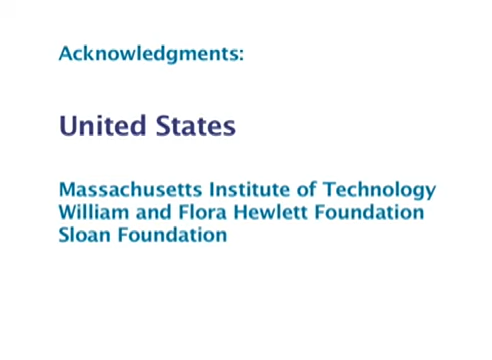 Acknowledgments:
United States
Massachusetts Institute of Technology
William and Flora Hewlett Foundation
Sloan Foundation